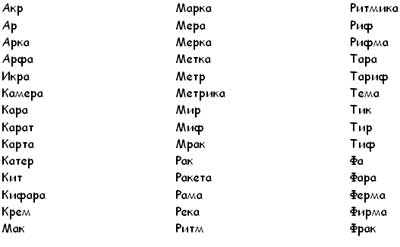 Акр
Ар
Арка
Арфа
Икра
Камера
Кара
Карат
Карта
Катер
Кит
Кифара
Крем
Мак
Марка
Мера
Мерка
Метка
Метр
Метрика
Мир
Миф
Мрак
Рак
Ракета
Рама
Река
Ритм
Ритмика
Риф
Рифма
Тара
Тариф
Тема
Тик
Тир
Тиф
Фа
Фара
Ферма
Фирма
Фрак